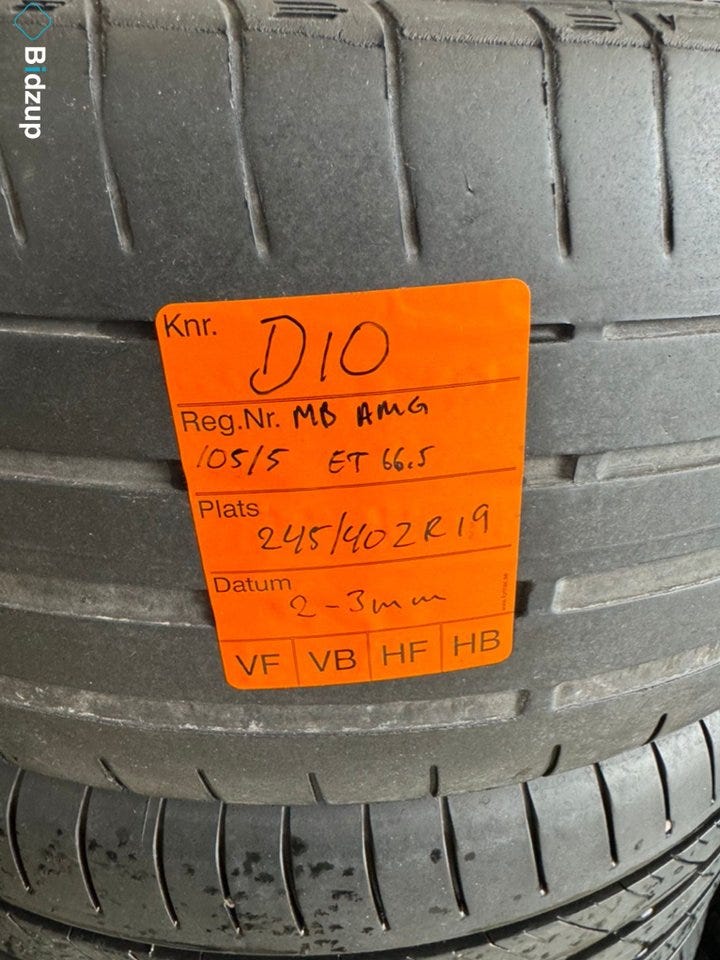 Bidzup
Knr. D10
Reg.Nr. MB AMG
105/5 ET 66.5
Plats
245/40ZR19
Datum
2-3mm
VF VB HF HB